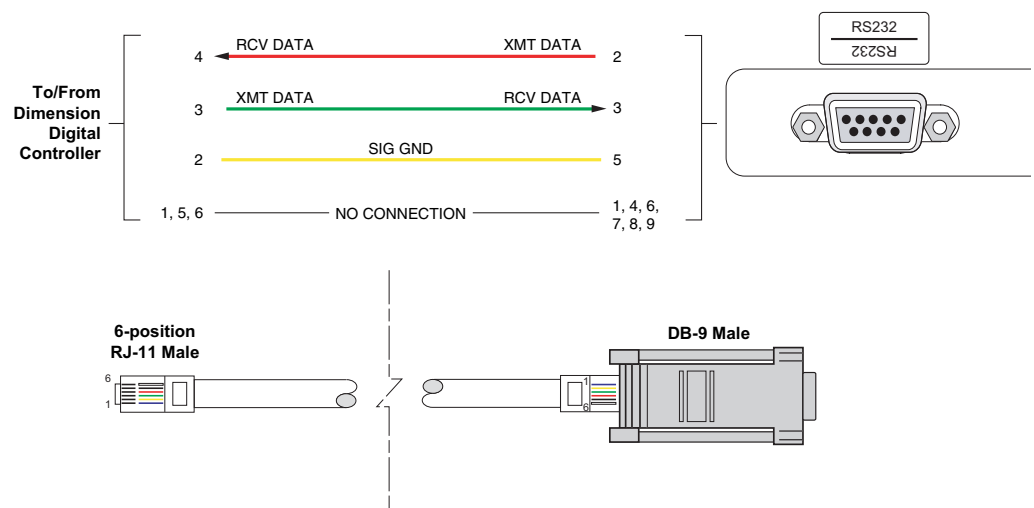 RS232
RS232
RCV DATA XMT DATA
4 2
To/From
Dimension
Digital
Controller
XMT DATA RCV DATA
3 3
SIG GND
2 5
1, 5, 6 NO CONNECTION 1, 4, 6,
7, 8, 9
6-position
RJ-11 Male
DB-9 Male
6
1
1
6